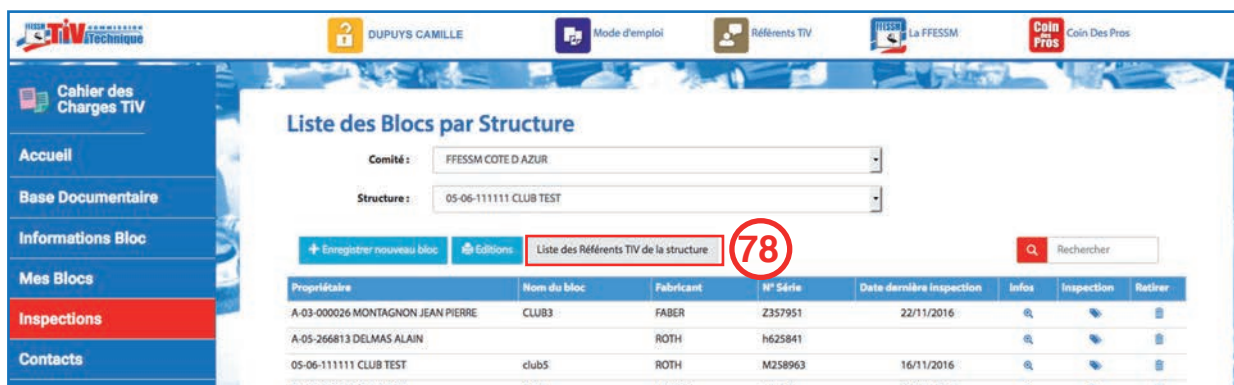 FFESSM TiV COMMISSION Technique
DUPUYS CAMILLE
Mode d'emploi
Référents TIV
FFESSM La FFESSM
Coin des Pros Coin Des Pros
Cahier des
Charges TIV
Accueil
Base Documentaire
Informations Bloc
Mes Blocs
Inspections
Contacts
Liste des Blocs par Structure
Comité : FFESSM COTE D AZUR
Structure : 05-06-111111 CLUB TEST
+ Enregistrer nouveau bloc Editions Liste des Référents TIV de la structure 78 Rechercher
Propriétaire Nom du bloc Fabricant N° Série Date dernière inspection Infos Inspection Retirer
A-03-000026 MONTAGNON JEAN PIERRE CLUB3 FABER Z357951 22/11/2016
A-05-266813 DELMAS ALAIN ROTH h625841
05-06-111111 CLUB TEST club5 ROTH M258963 16/11/2016